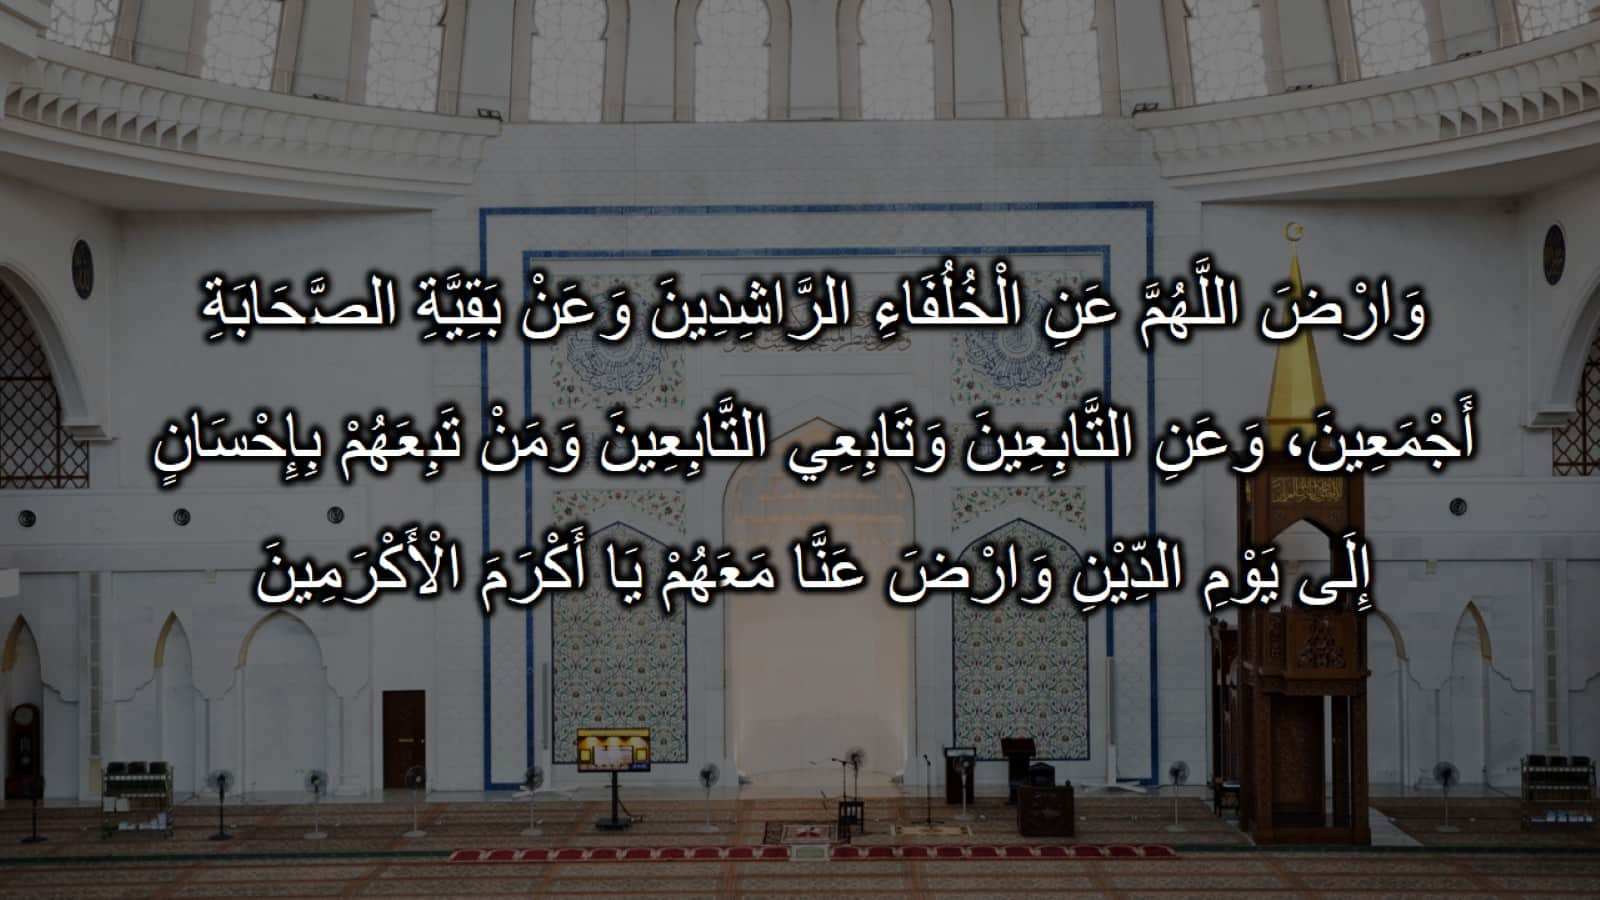 وَارْضَ اللَّهُمَّ عَنِ الْخُلَفَاءِ الرَّاشِدِينَ وَعَنْ بَقِيَّةِ الصَّحَابَةِ
أَجْمَعِينَ، وَعَنِ التَّابِعِينَ وَتَابِعِي التَّابِعِينَ وَمَنْ تَبِعَهُمْ بِإِحْسَانٍ
إِلَى يَوْمِ الدِّيْنِ وَارْضَ عَنَّا مَعَهُمْ يَا أَكْرَمَ الْأَكْرَمِينَ